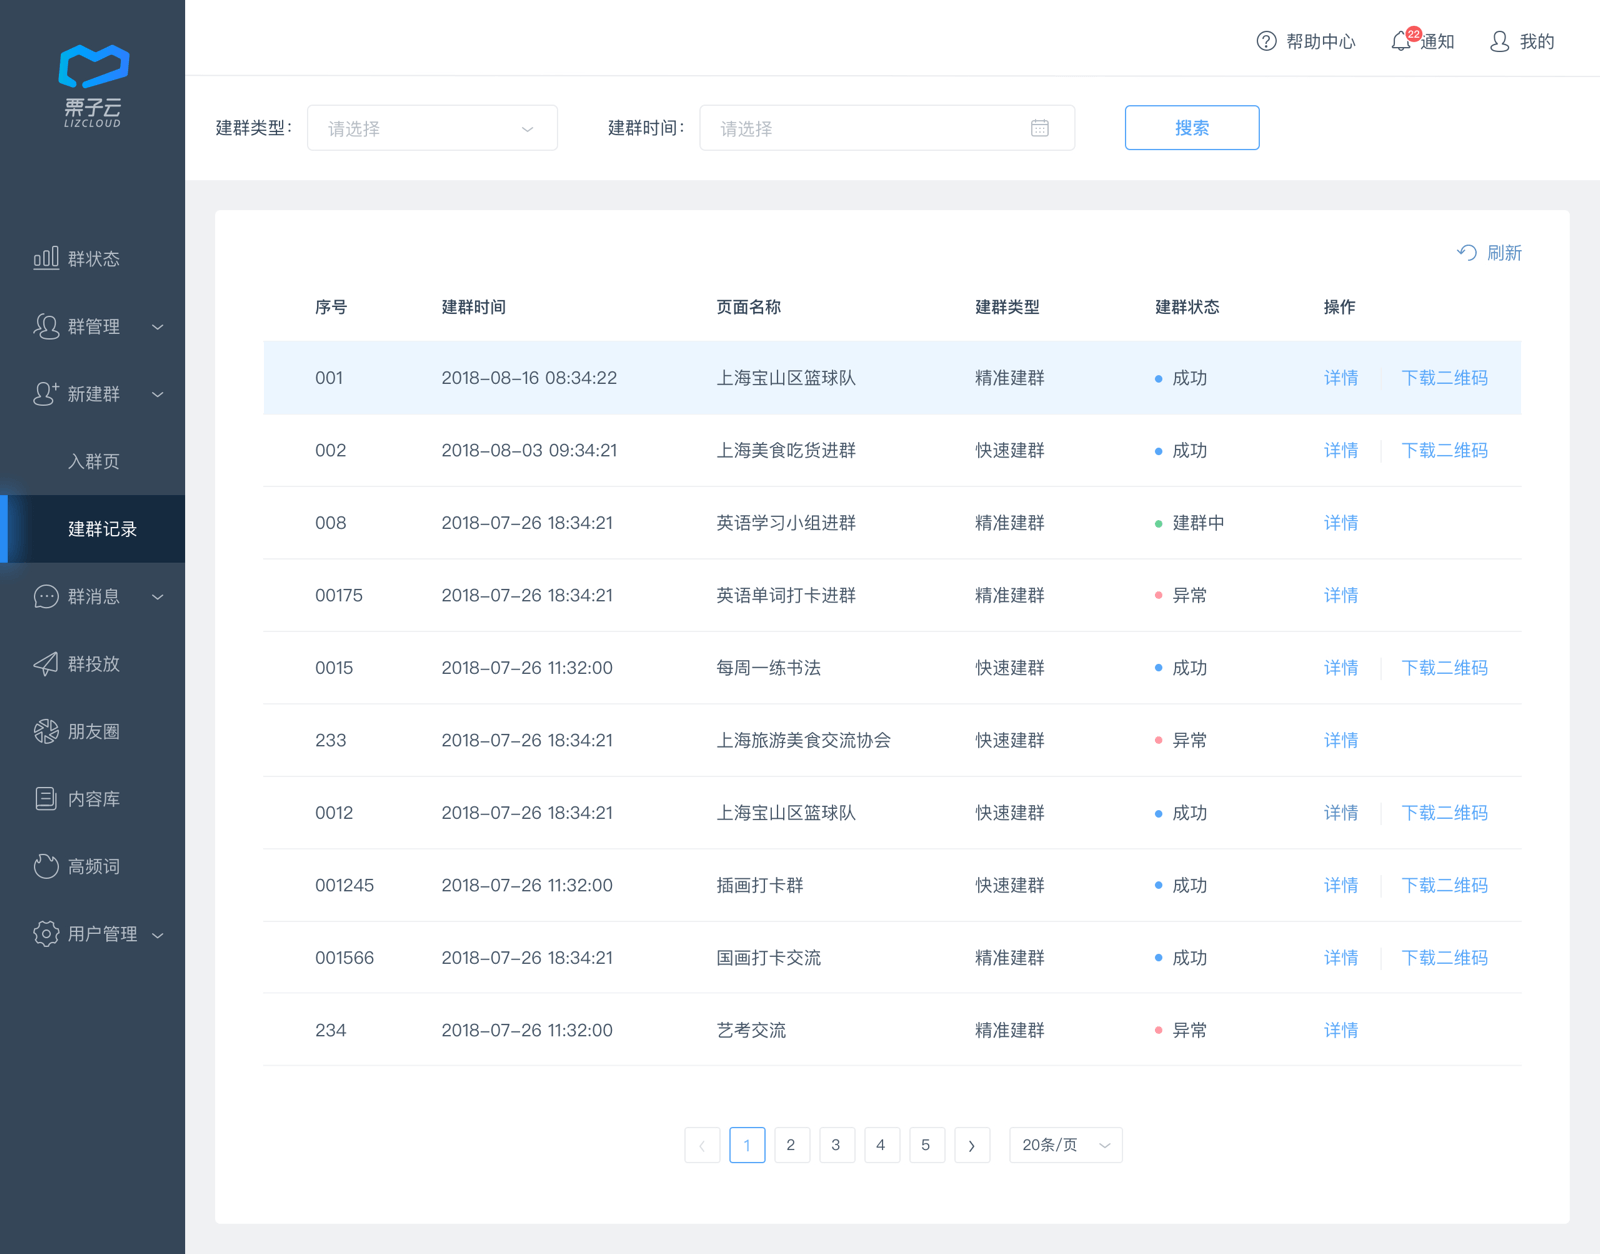 帮助中心 22 通知 我的
栗子云
LIZCLOUD
建群类型： 请选择 建群时间： 请选择 搜索
群状态
群管理
新建群
入群页
建群记录
群消息
群投放
朋友圈
内容库
高频词
用户管理
刷新
序号 建群时间 页面名称 建群类型 建群状态 操作
001 2018-08-16 08:34:22 上海宝山区篮球队 精准建群 成功 详情 下载二维码
002 2018-08-03 09:34:21 上海美食吃货进群 快速建群 成功 详情 下载二维码
008 2018-07-26 18:34:21 英语学习小组进群 精准建群 建群中 详情
00175 2018-07-26 18:34:21 英语单词打卡进群 精准建群 异常 详情
0015 2018-07-26 11:32:00 每周一练书法 快速建群 成功 详情 下载二维码
233 2018-07-26 18:34:21 上海旅游美食交流协会 快速建群 异常 详情
0012 2018-07-26 18:34:21 上海宝山区篮球队 快速建群 成功 详情 下载二维码
001245 2018-07-26 11:32:00 插画打卡群 快速建群 成功 详情 下载二维码
001566 2018-07-26 18:34:21 国画打卡交流 精准建群 成功 详情 下载二维码
234 2018-07-26 11:32:00 艺考交流 精准建群 异常 详情
1 2 3 4 5 20条/页